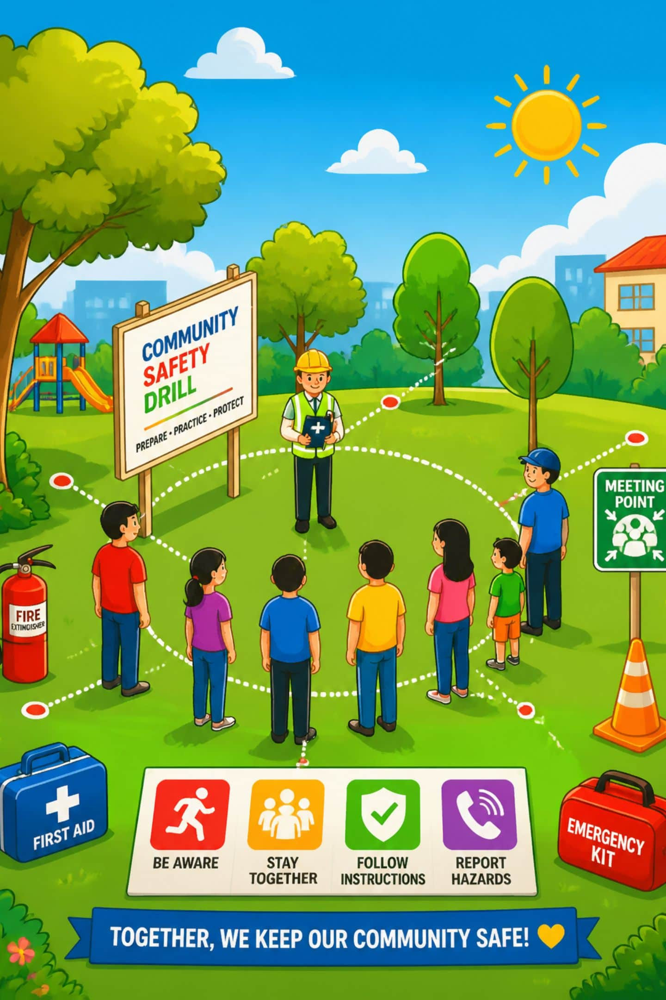 COMMUNITY
SAFETY
DRILL
PREPARE • PRACTICE • PROTECT
MEETING
POINT
FIRE
EXTINGISHER
FIRST AID
EMERGENCY
KIT
BE AWARE
STAY
TOGETHER
FOLLOW
INSTRUCTIONS
REPORT
HAZARDS
TOGETHER, WE KEEP OUR COMMUNITY SAFE!